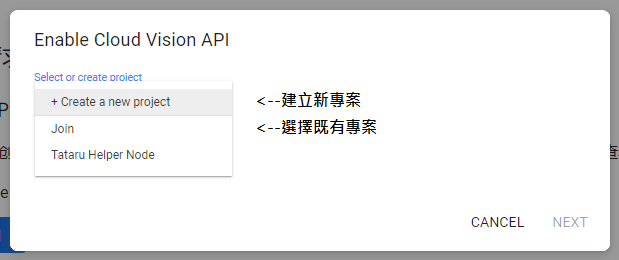 Enable Cloud Vision API
Select or create project
+ Create a new project <--建立新專案
Join <--選擇既有專案
Tataru Helper Node
CANCEL NEXT